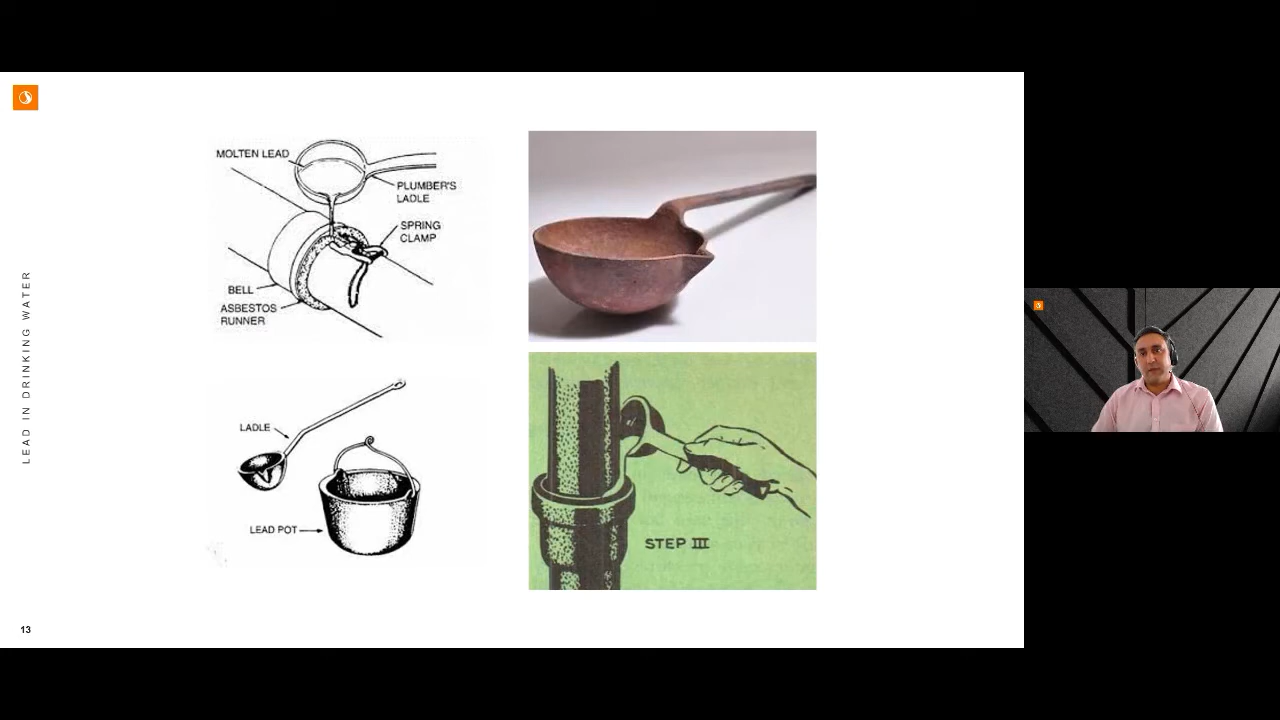 LEAD IN DRINKING WATER
MOLTEN LEAD
PLUMBER'S
LADLE
SPRING
CLAMP
BELL
ASBESTOS
RUNNER
LADLE
LEAD POT
STEP III
13